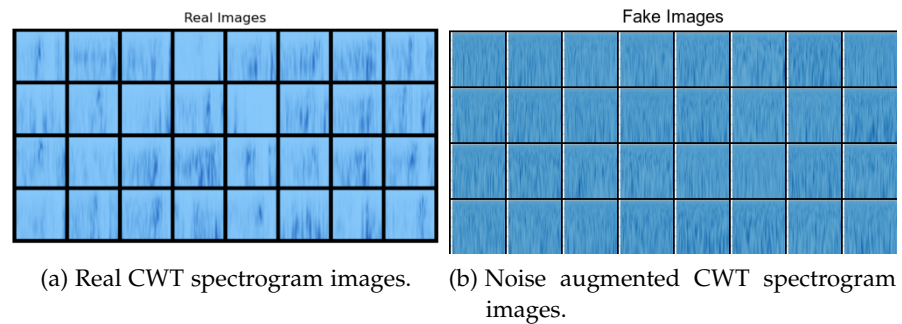 Real Images
Fake Images
(a) Real CWT spectrogram images.
(b) Noise augmented CWT spectrogram
images.